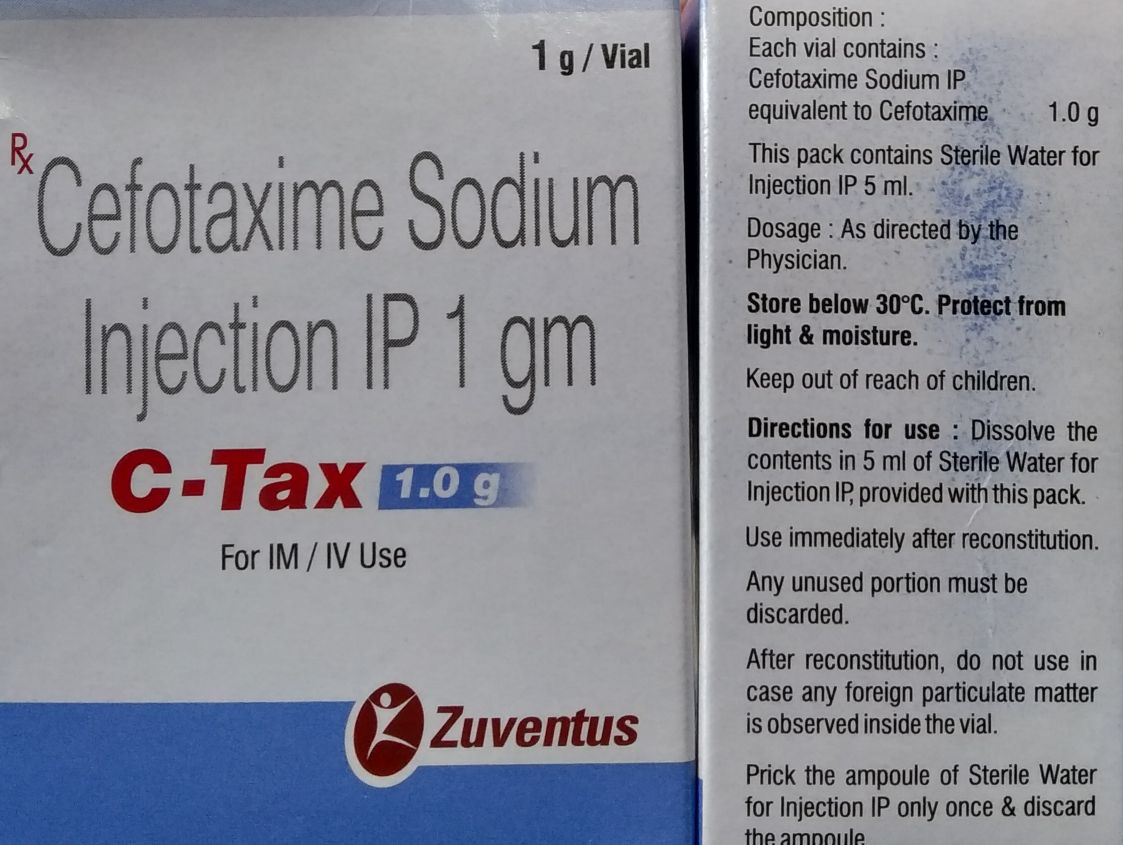 1 g / Vial
Rx Cefotaxime Sodium
Injection IP 1 gm
C-Tax 1.0 g
For IM / IV Use
Zuventus
Composition :
Each vial contains :
Cefotaxime Sodium IP
equivalent to Cefotaxime 1.0 g
This pack contains Sterile Water for
Injection IP 5 ml.
Dosage : As directed by the
Physician.
Store below 30°C. Protect from
light & moisture.
Keep out of reach of children.
Directions for use : Dissolve the
contents in 5 ml of Sterile Water for
Injection IP, provided with this pack.
Use immediately after reconstitution.
Any unused portion must be
discarded.
After reconstitution, do not use in
case any foreign particulate matter
is observed inside the vial.
Prick the ampoule of Sterile Water
for Injection IP only once & discard
the ampoule